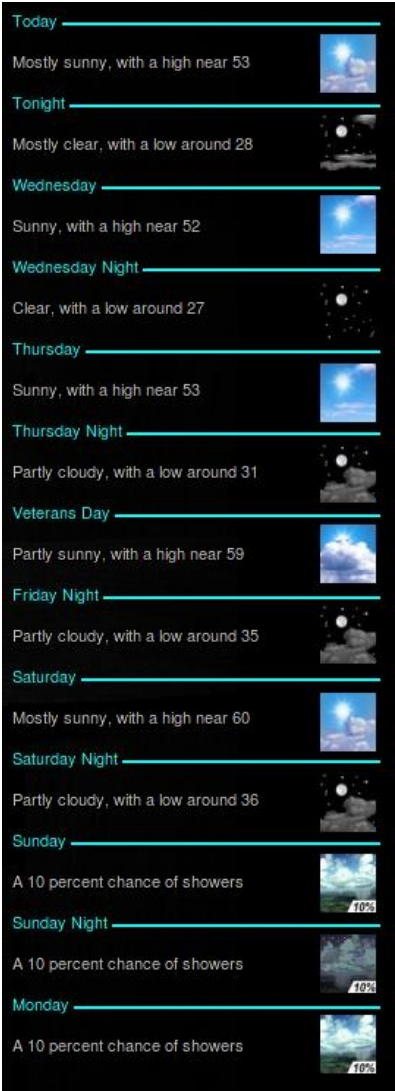 Today
Mostly sunny, with a high near 53
Tonight
Mostly clear, with a low around 28
Wednesday
Sunny, with a high near 52
Wednesday Night
Clear, with a low around 27
Thursday
Sunny, with a high near 53
Thursday Night
Partly cloudy, with a low around 31
Veterans Day
Partly sunny, with a high near 59
Friday Night
Partly cloudy, with a low around 35
Saturday
Mostly sunny, with a high near 60
Saturday Night
Partly cloudy, with a low around 36
Sunday
A 10 percent chance of showers
10%
Sunday Night
A 10 percent chance of showers
10%
Monday
A 10 percent chance of showers
10%